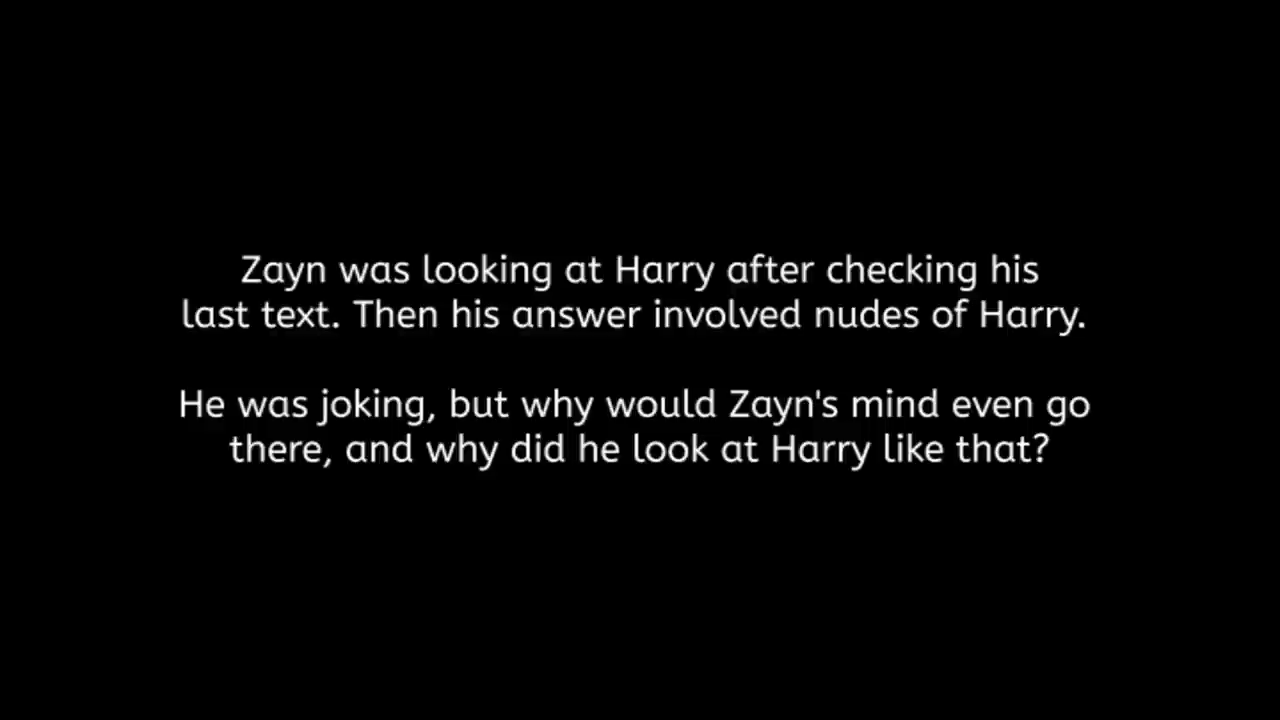 Zayn was looking at Harry after checking his
last text. Then his answer involved nudes of Harry.
He was joking, but why would Zayn's mind even go
there, and why did he look at Harry like that?